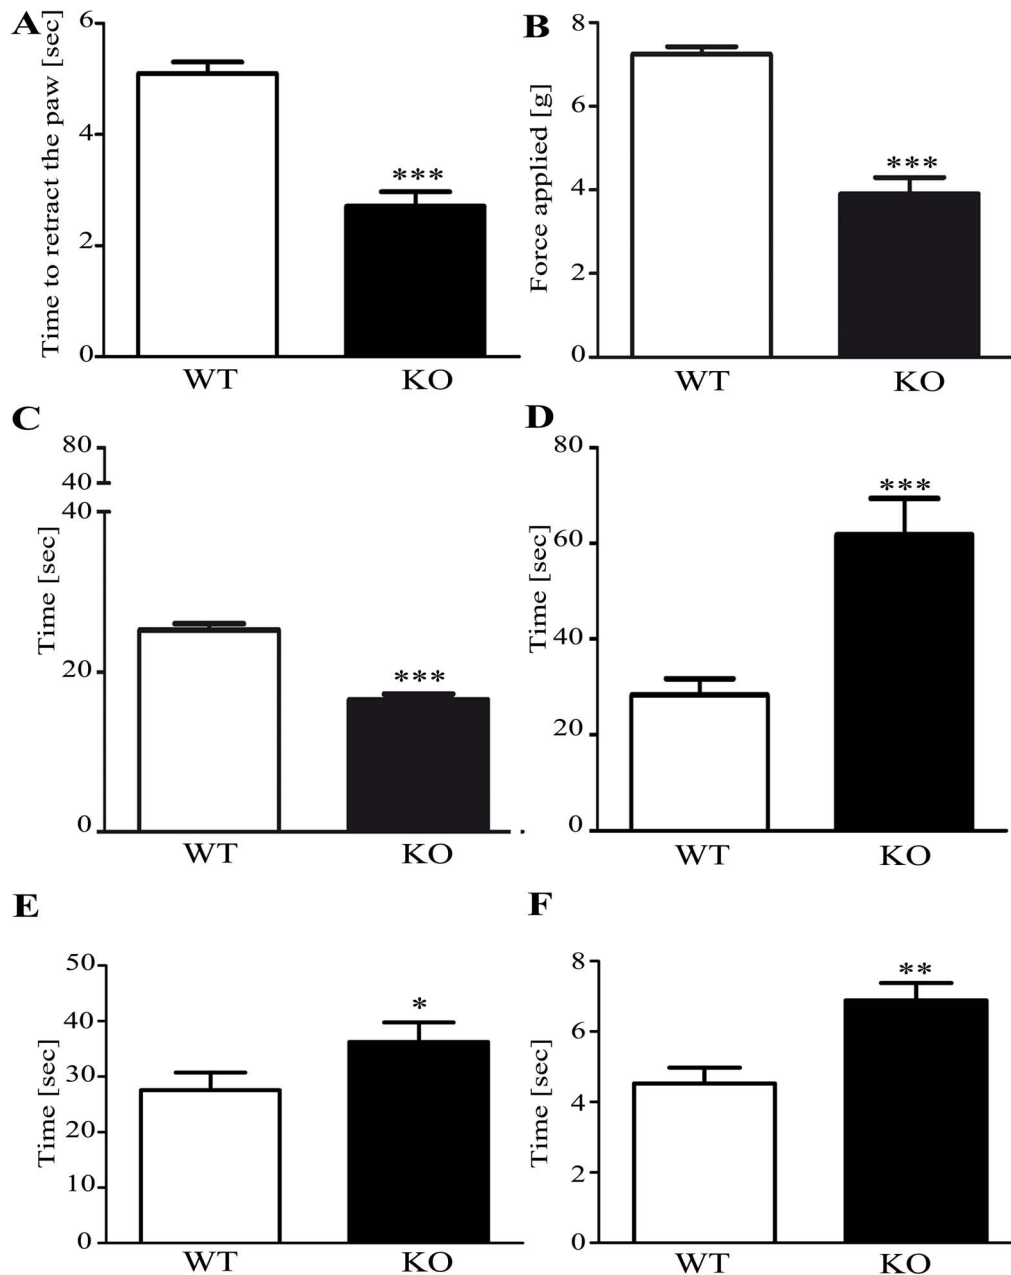 A
Time to retract the paw [sec]
6
4
2
0
***
WT
KO
B
Force applied [g]
8
6
4
2
0
***
WT
KO
C
Time [sec]
80
40
40
20
0
***
WT
KO
D
Time [sec]
80
60
40
20
0
***
WT
KO
E
Time [sec]
50
40
30
20
10
0
*
WT
KO
F
Time [sec]
8
6
4
2
0
**
WT
KO